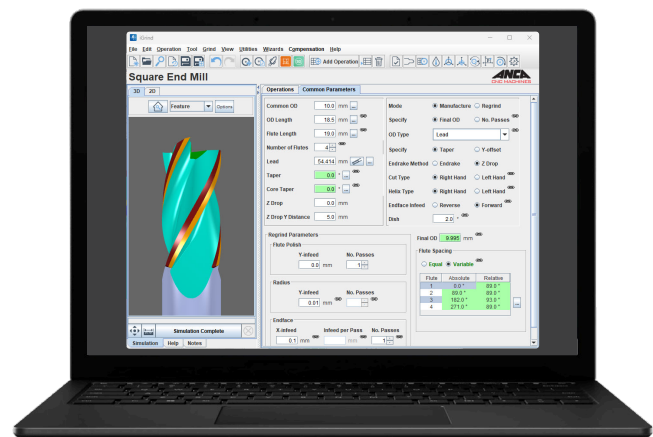 iGrind
File Edit Operation Tool Grind View Utilities Wizards Compensation Help
Add Operation
Square End Mill
ANCA
CNC MACHINES
3D 2D
Operations Common Parameters
Feature Options
Common OD 10.0 mm ...
OD Length 18.5 mm ...
Flute Length 19.0 mm ...
Number of Flutes 4
Lead 54.414 mm ...
Taper 0.0 ° ...
Core Taper 0.0 ° ...
Z Drop 0.0 mm
Z Drop Y Distance 5.0 mm
Mode Manufacture Regrind
Specify Final OD No. Passes
OD Type Lead
Specify Taper Y-offset
Endrake Method Endrake Z Drop
Cut Type Right Hand Left Hand
Helix Type Right Hand Left Hand
Endface Infeed Reverse Forward
Dish 2.0 °
Regrind Parameters
Flute Polish
Y-infeed No. Passes
0.0 mm 1
Radius
Y-infeed No. Passes
0.01 mm
Endface
X-infeed Infeed per Pass No. Passes
0.1 mm mm 1
Final OD 9.995 mm
Flute Spacing
Equal Variable
Flute Absolute Relative
1 0.0 ° 89.0 °
2 89.0 ° 93.0 °
3 182.0 ° 89.0 °
4 271.0 ° 89.0 °
...
Simulation Complete
Simulation Help Notes